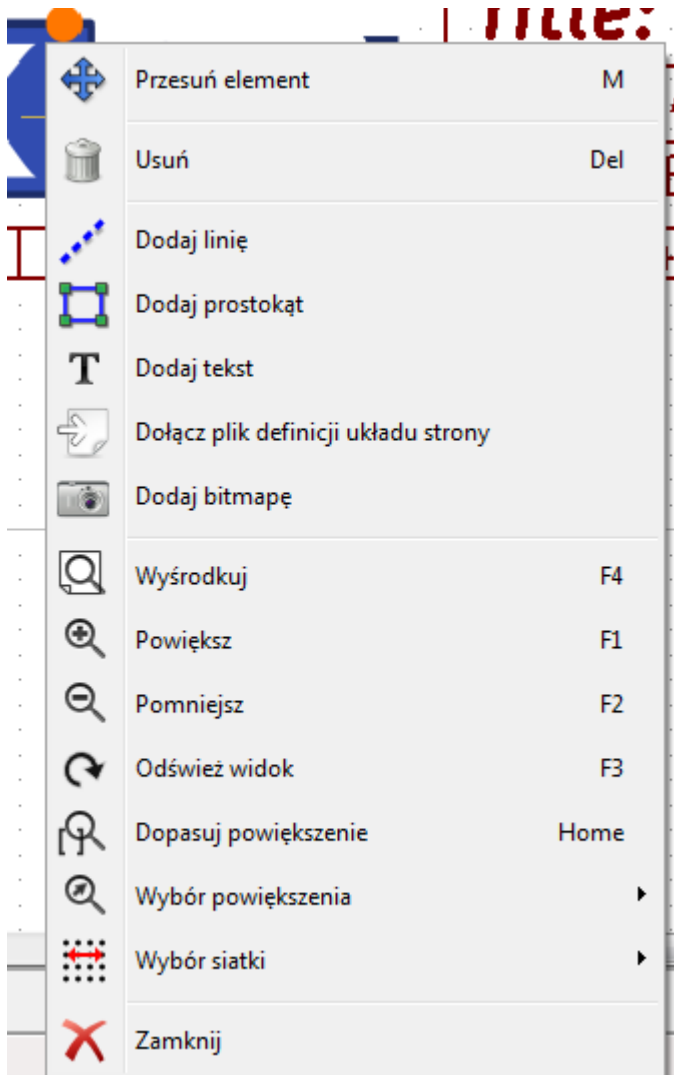 Title:
Przesuń element M
Usuń Del
Dodaj linię
Dodaj prostokąt
Dodaj tekst
Dołącz plik definicji układu strony
Dodaj bitmapę
Wyśrodkuj F4
Powiększ F1
Pomniejsz F2
Odśwież widok F3
Dopasuj powiększenie Home
Wybór powiększenia
Wybór siatki
Zamknij